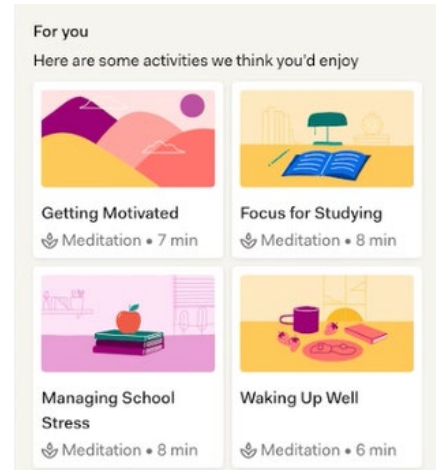 For you
Here are some activities we think you'd enjoy
Getting Motivated
Meditation • 7 min
Focus for Studying
Meditation • 8 min
Managing School
Stress
Meditation • 8 min
Waking Up Well
Meditation • 6 min